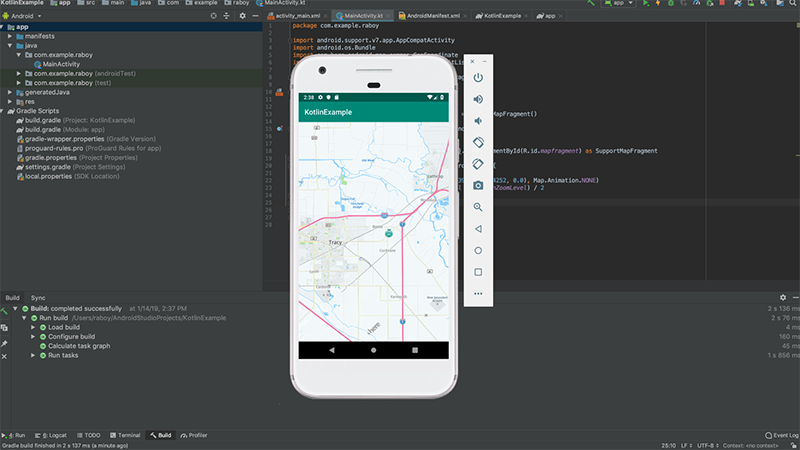 KotlinExample app src main java com example raboy MainActivity.kt app
Android
activity_main.xml MainActivity.kt AndroidManifest.xml KotlinExample app
app
manifests
java
com.example.raboy
MainActivity
com.example.raboy (androidTest)
com.example.raboy (test)
generatedJava
res
Gradle Scripts
build.gradle (Project: KotlinExample)
build.gradle (Module: app)
gradle-wrapper.properties (Gradle Version)
proguard-rules.pro (ProGuard Rules for app)
gradle.properties (Project Properties)
settings.gradle (Project Settings)
local.properties (SDK Location)
package com.example.raboy
import android.support.v7.app.AppCompatActivity
import android.os.Bundle
MapFragment()
mentById(R.id.mapfragment) as SupportMapFragment
{
4252, 0.0), Map.Animation.NONE)
ZoomLevel() / 2
2:38
KotlinExample
Tracy
here
Build Sync
Build: completed successfully at 1/14/19, 2:37 PM 2 s 136 ms
Run build /Users/raboy/AndroidStudioProjects/KotlinExample 2 s 76 ms
Load build 4 ms
Configure build 160 ms
Calculate task graph 45 ms
Run tasks 1 s 856 ms
4: Run 6: Logcat TODO Terminal Build Profiler Event Log
Gradle build finished in 2 s 137 ms (a minute ago) 25:10 LF UTF-8 Context: <no context>